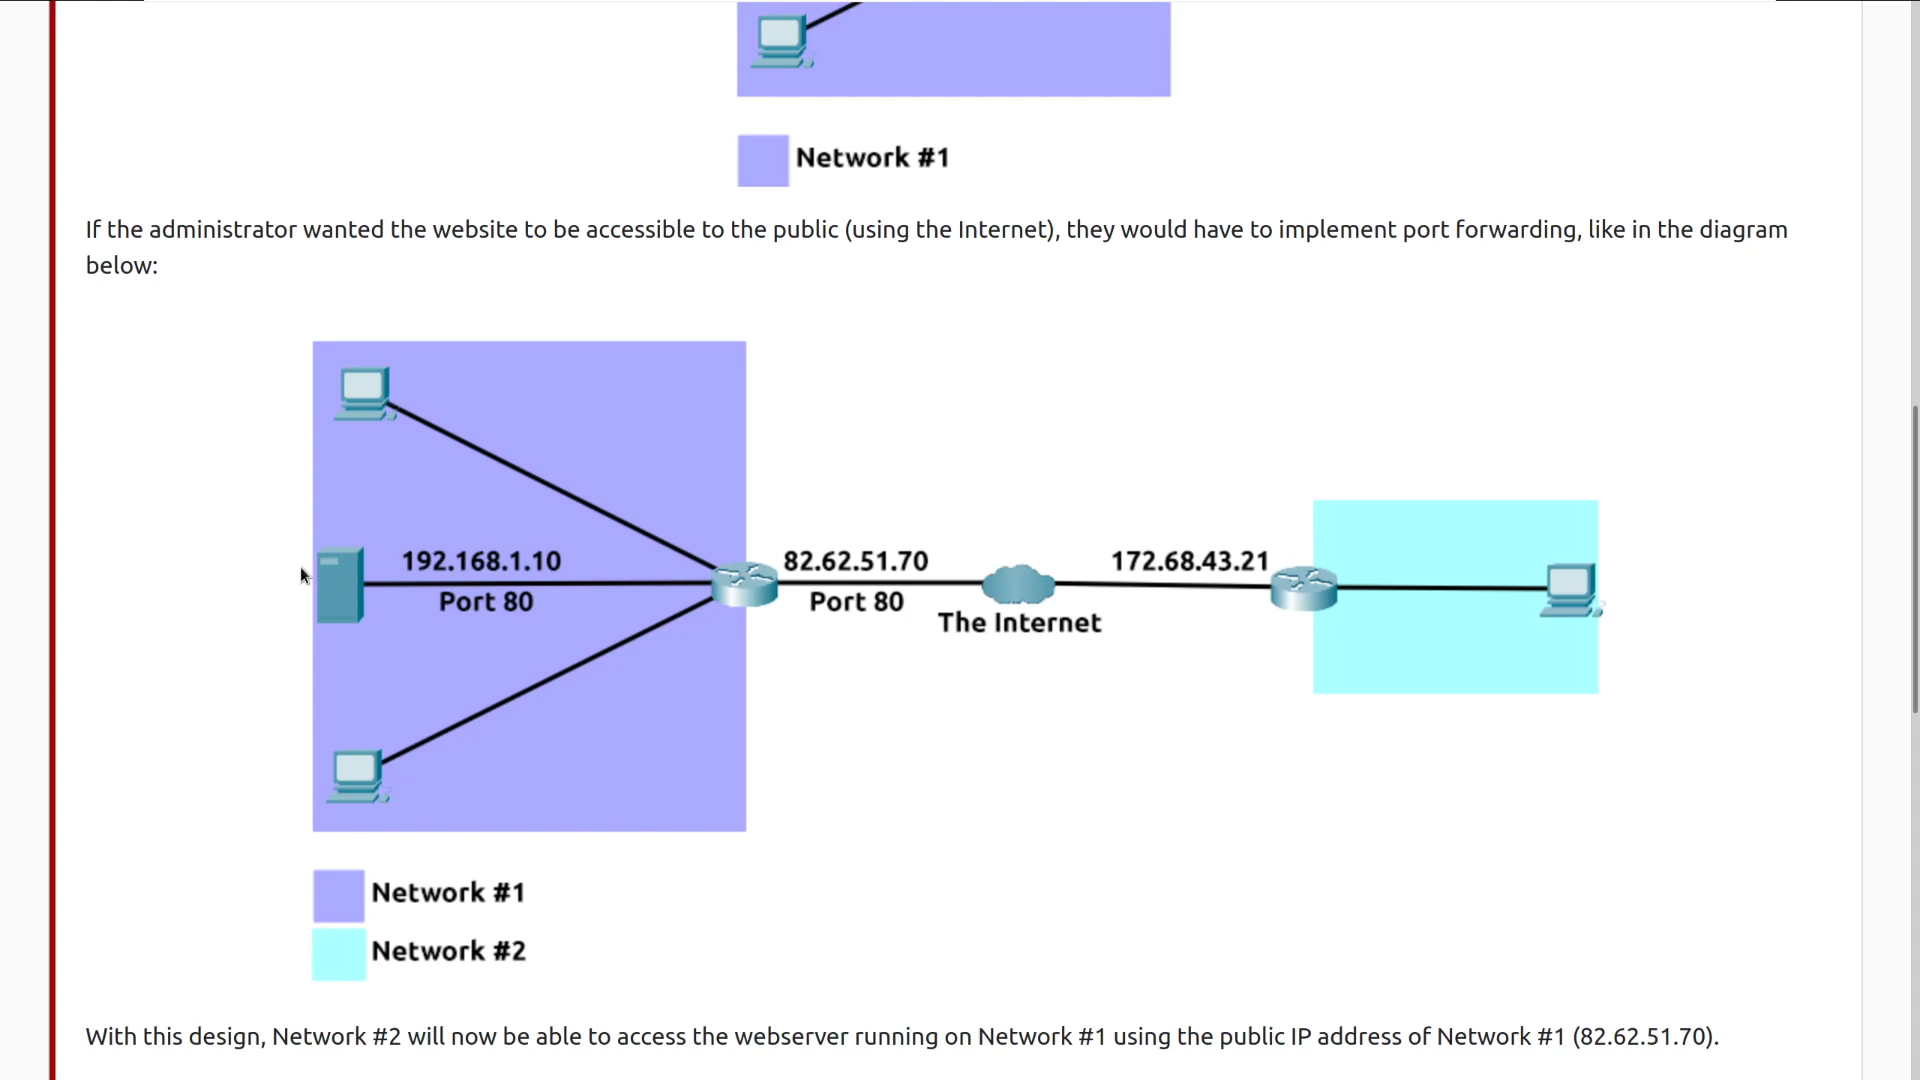 Network #1
If the administrator wanted the website to be accessible to the public (using the Internet), they would have to implement port forwarding, like in the diagram
below:
192.168.1.10
Port 80
82.62.51.70
Port 80
The Internet
172.68.43.21
Network #1
Network #2
With this design, Network #2 will now be able to access the webserver running on Network #1 using the public IP address of Network #1 (82.62.51.70).